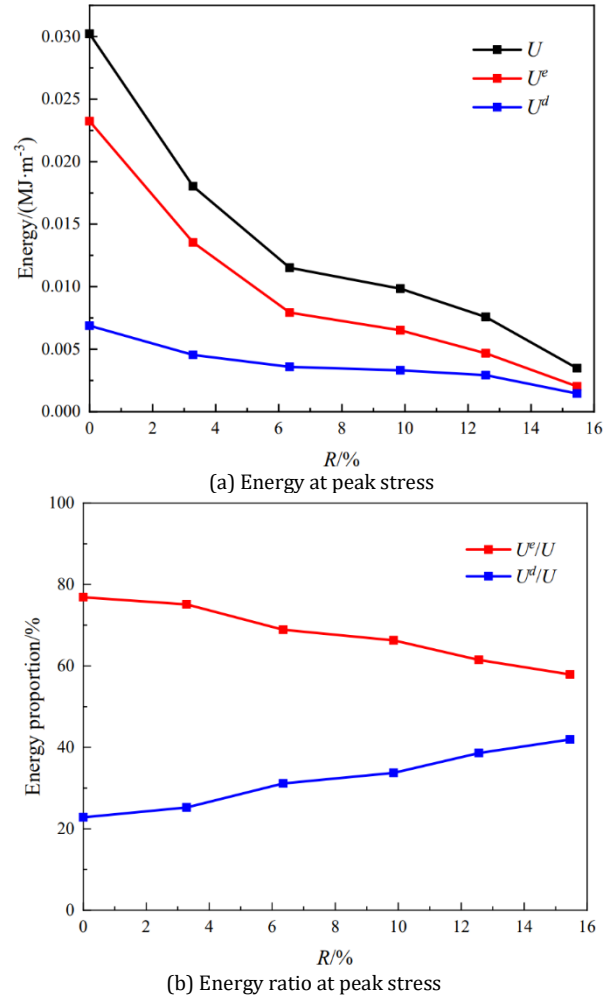 0.030
0.025
0.020
0.015
0.010
0.005
0.000
Energy/(MJ·m⁻³)
U
Uᵉ
Uᵈ
0 2 4 6 8 10 12 14 16
R/%
(a) Energy at peak stress
100
80
60
40
20
0
Energy proportion/%
Uᵉ/U
Uᵈ/U
0 2 4 6 8 10 12 14 16
R/%
(b) Energy ratio at peak stress